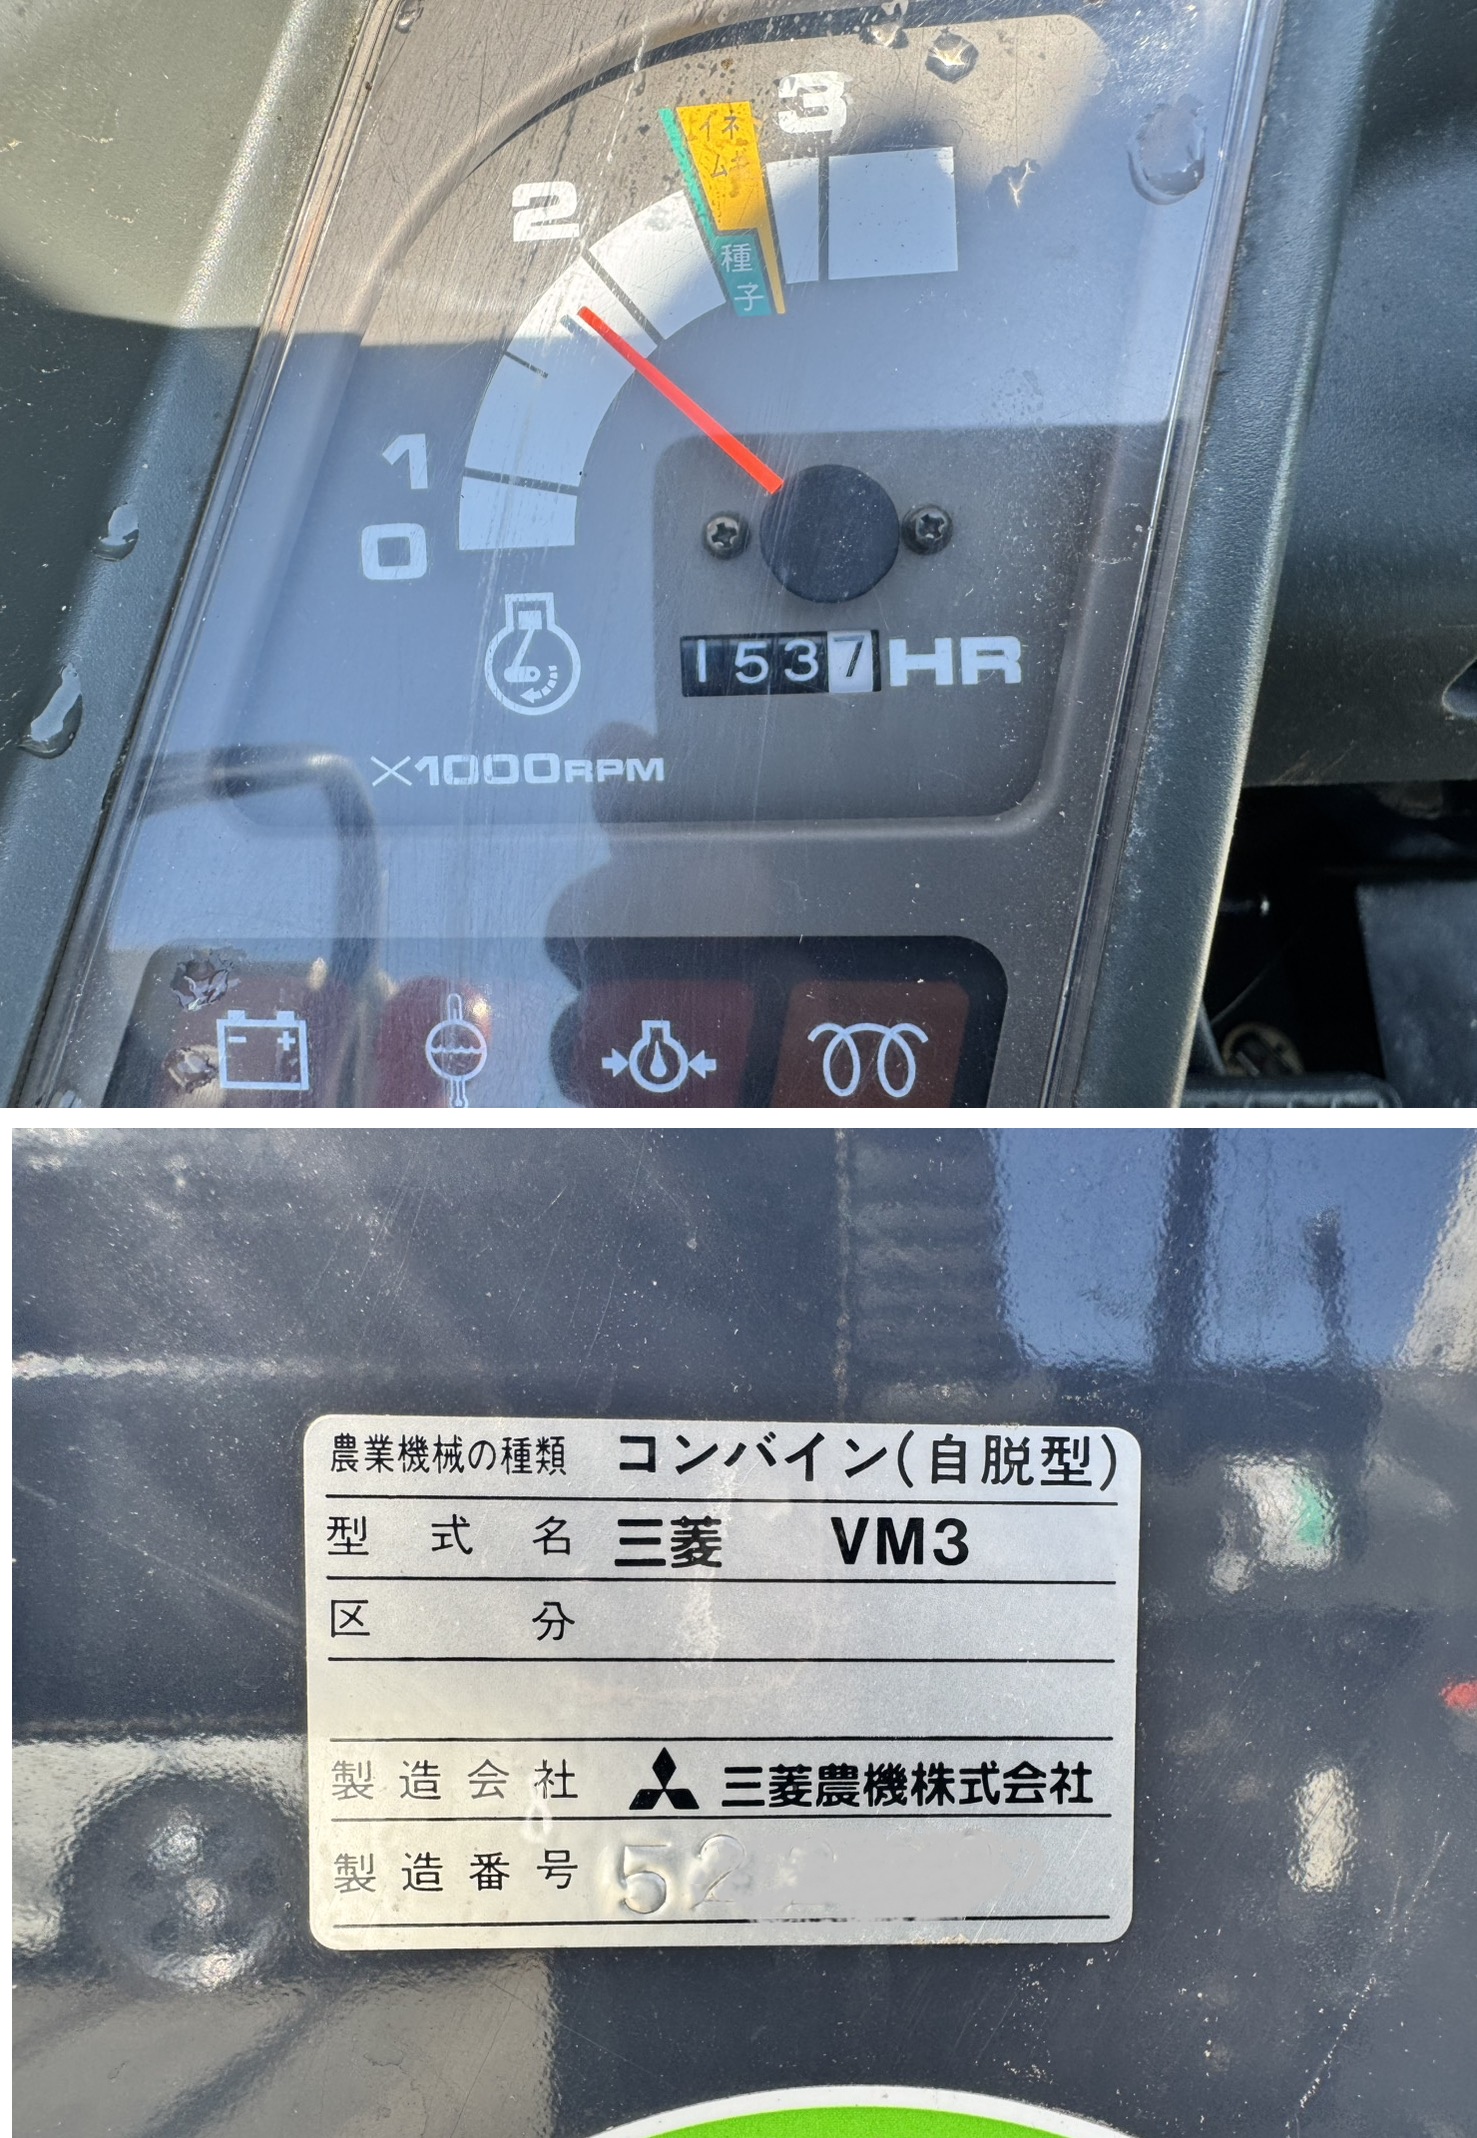 3
イネ
ムギ
2
種
子
1
0
1537 HR
×1000RPM
農業機械の種類 コンバイン(自脱型)
型式名 三菱 VM3
区分
製造会社 三菱農機株式会社
製造番号 522